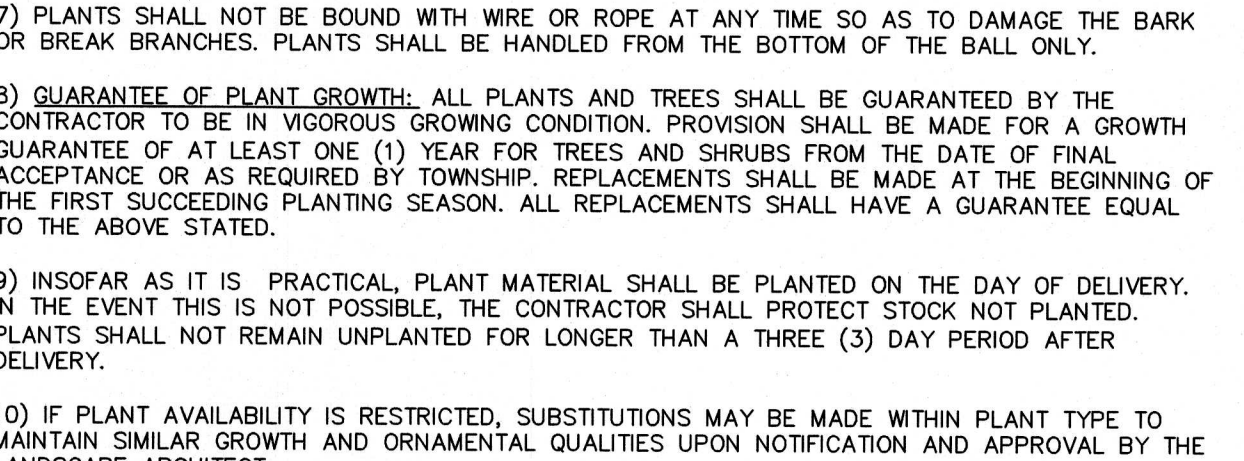 7) PLANTS SHALL NOT BE BOUND WITH WIRE OR ROPE AT ANY TIME SO AS TO DAMAGE THE BARK
OR BREAK BRANCHES. PLANTS SHALL BE HANDLED FROM THE BOTTOM OF THE BALL ONLY.
8) GUARANTEE OF PLANT GROWTH: ALL PLANTS AND TREES SHALL BE GUARANTEED BY THE
CONTRACTOR TO BE IN VIGOROUS GROWING CONDITION. PROVISION SHALL BE MADE FOR A GROWTH
GUARANTEE OF AT LEAST ONE (1) YEAR FOR TREES AND SHRUBS FROM THE DATE OF FINAL
ACCEPTANCE OR AS REQUIRED BY TOWNSHIP. REPLACEMENTS SHALL BE MADE AT THE BEGINNING OF
THE FIRST SUCCEEDING PLANTING SEASON. ALL REPLACEMENTS SHALL HAVE A GUARANTEE EQUAL
TO THE ABOVE STATED.
9) INSOFAR AS IT IS PRACTICAL, PLANT MATERIAL SHALL BE PLANTED ON THE DAY OF DELIVERY.
IN THE EVENT THIS IS NOT POSSIBLE, THE CONTRACTOR SHALL PROTECT STOCK NOT PLANTED.
PLANTS SHALL NOT REMAIN UNPLANTED FOR LONGER THAN A THREE (3) DAY PERIOD AFTER
DELIVERY.
10) IF PLANT AVAILABILITY IS RESTRICTED, SUBSTITUTIONS MAY BE MADE WITHIN PLANT TYPE TO
MAINTAIN SIMILAR GROWTH AND ORNAMENTAL QUALITIES UPON NOTIFICATION AND APPROVAL BY THE
LANDSCAPE ARCHITECT